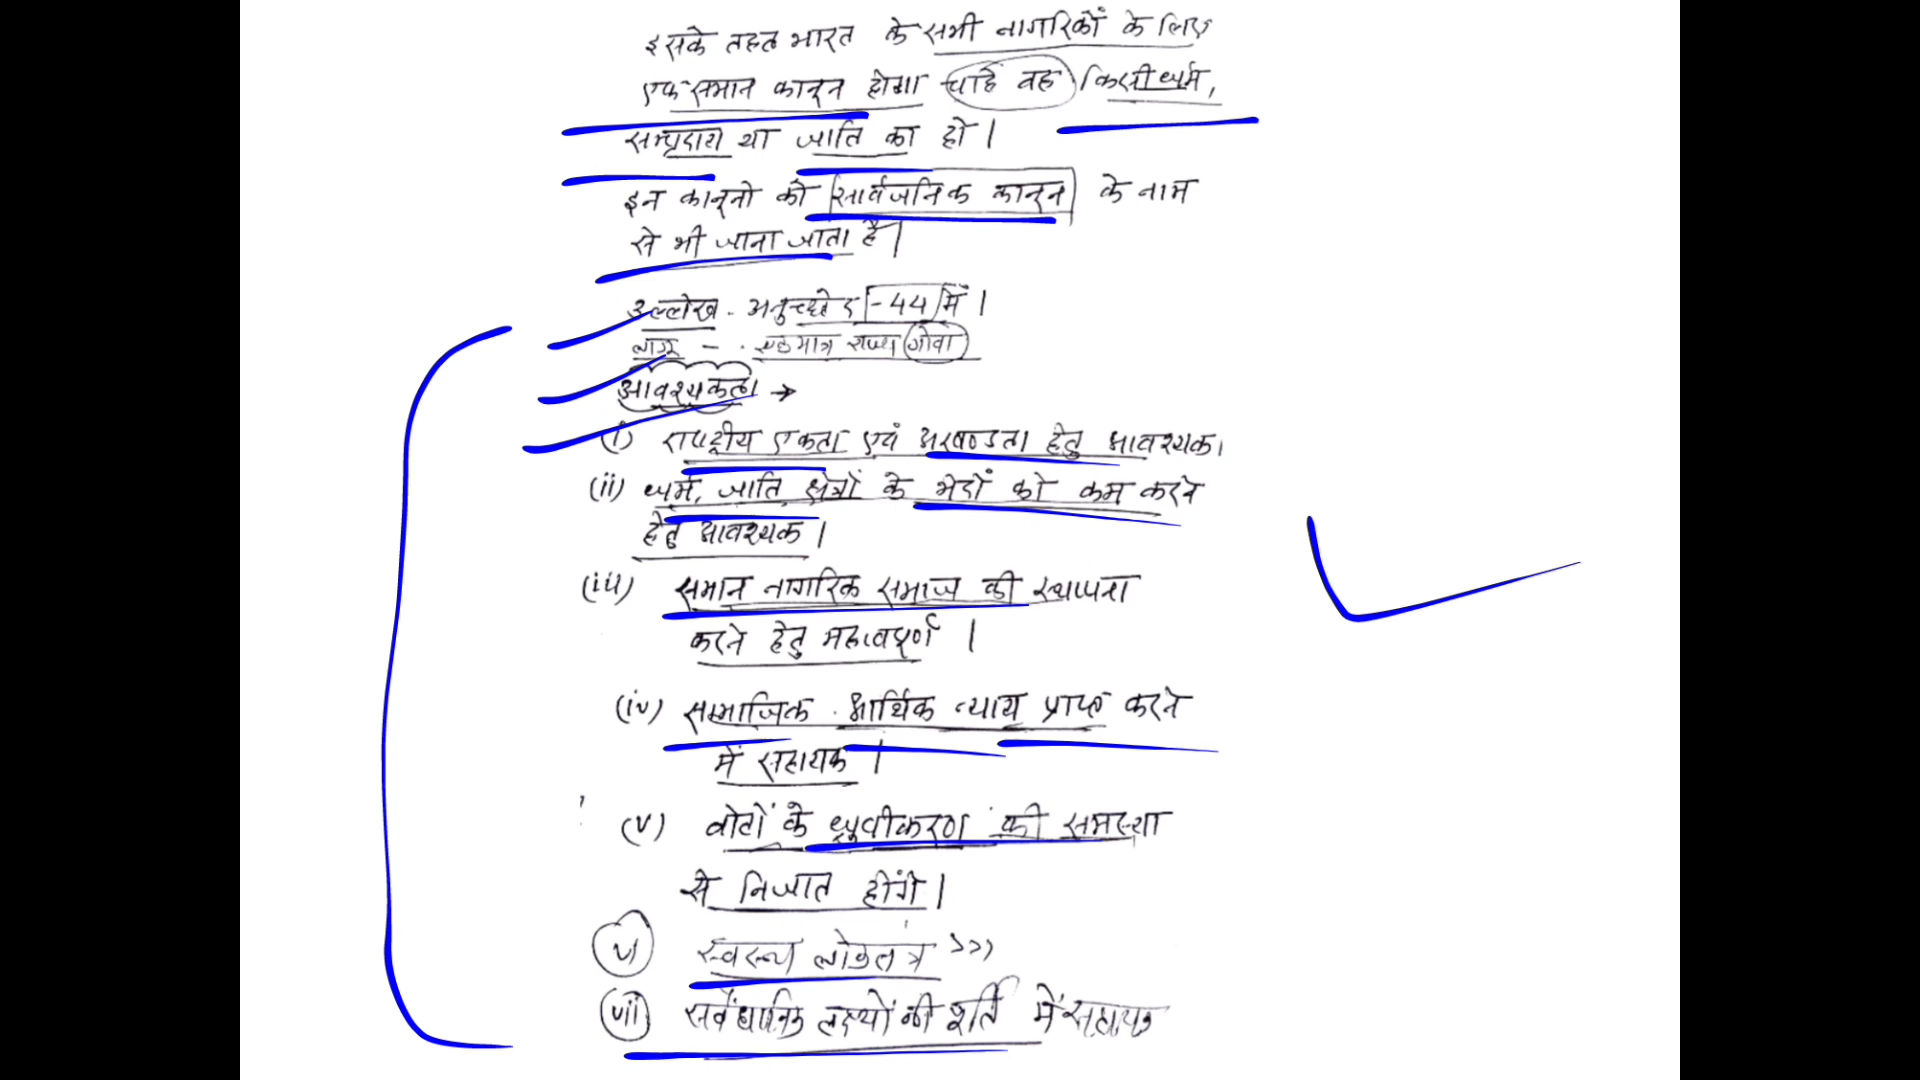 इसके तहत भारत के सभी नागरिकों के लिए
एक समान कानून होगा चाहे वह किसी धर्म,
सम्प्रदाय या जाति का हो।
इन कानूनो को सार्वजनिक कानून के नाम
से भी जाना जाता है।
उल्लेख - अनुच्छेद - 44 में।
लागू - एकमात्र राज्य गोवा
आवश्यकता →
(i) राष्ट्रीय एकता एवं अखण्डता हेतु आवश्यक।
(ii) धर्म, जाति क्षेत्रों के भेदों को कम करने
हेतु आवश्यक।
(iii) समान नागरिक समाज की स्थापना
करने हेतु महत्वपूर्ण।
(iv) सामाजिक आर्थिक न्याय प्राप्त करने
में सहायक।
(v) वोटों के ध्रुवीकरण की समस्या
से निजात होगी।
vi स्वस्थ लोकतंत्र >>>
vii संवैधानिक लक्ष्यों की पूर्ति में सहायक